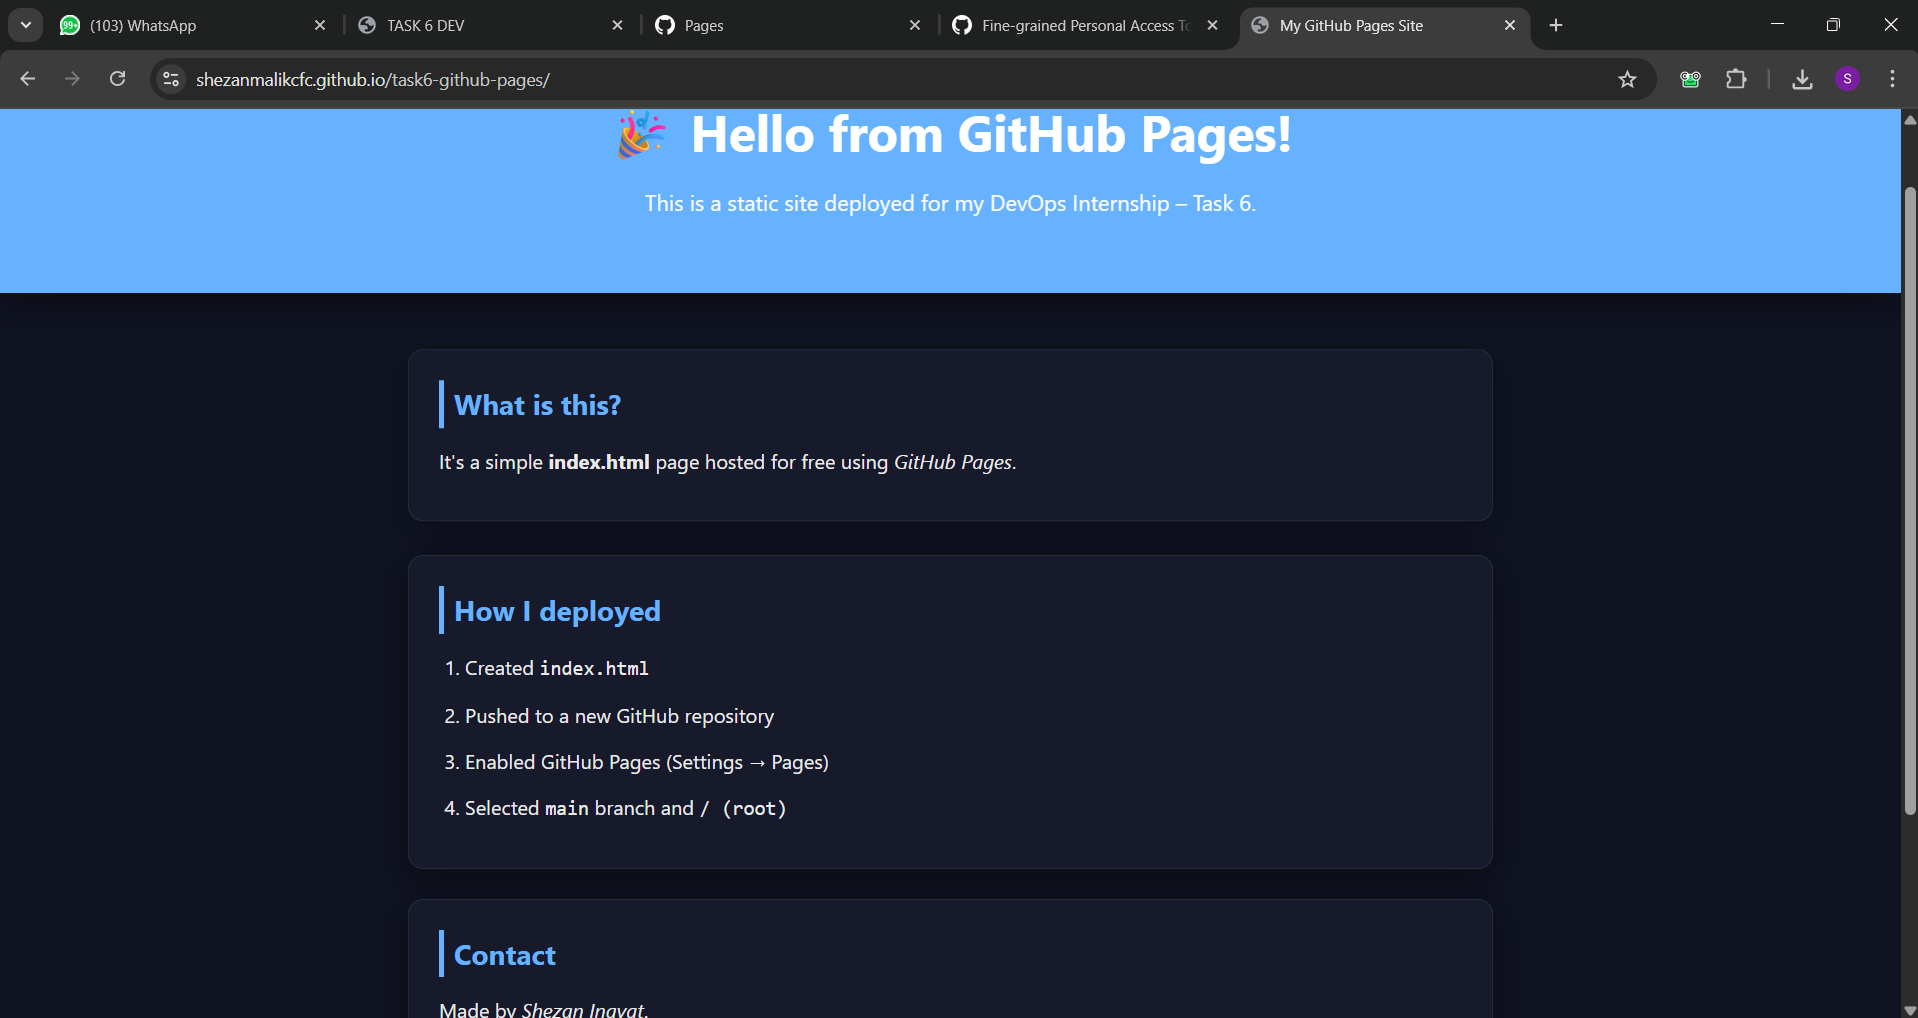 99+ (103) WhatsApp
TASK 6 DEV
Pages
Fine-grained Personal Access To
My GitHub Pages Site
shezanmalikcfc.github.io/task6-github-pages/
S
🎉 Hello from GitHub Pages!
This is a static site deployed for my DevOps Internship – Task 6.
What is this?
It's a simple index.html page hosted for free using GitHub Pages.
How I deployed
1. Created index.html
2. Pushed to a new GitHub repository
3. Enabled GitHub Pages (Settings → Pages)
4. Selected main branch and / (root)
Contact
Made by Shezan Inayat.